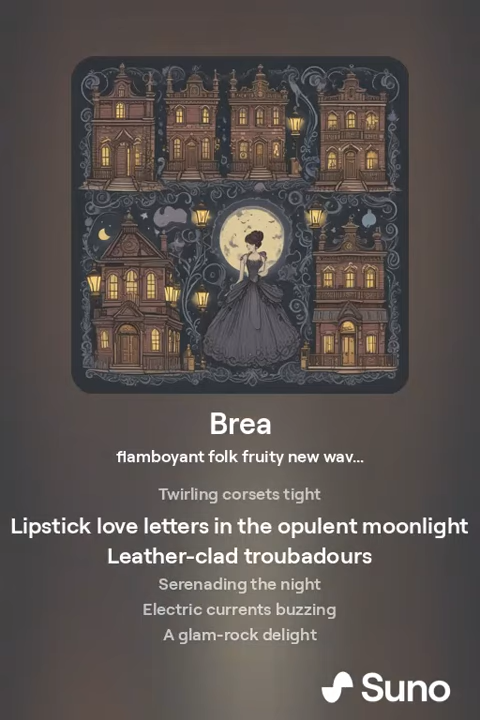 Brea
flamboyant folk fruity new wav...
Twirling corsets tight
Lipstick love letters in the opulent moonlight
Leather-clad troubadours
Serenading the night
Electric currents buzzing
A glam-rock delight
Suno